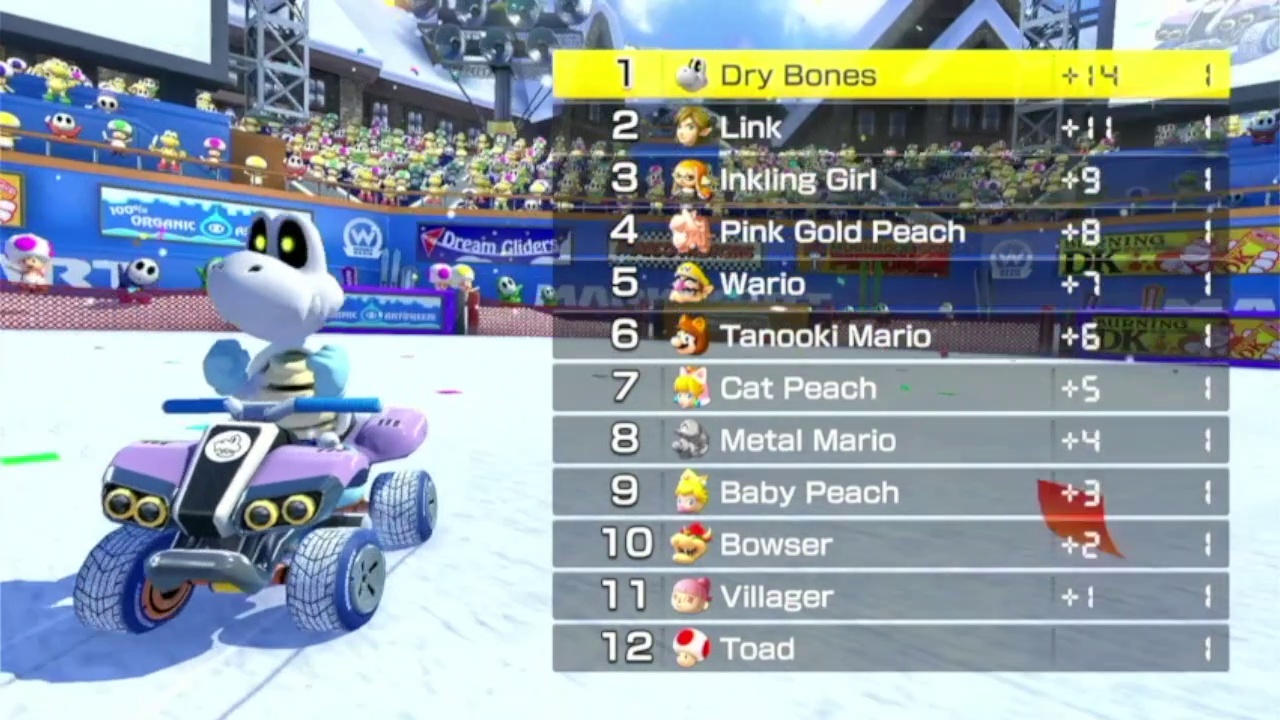 1 Dry Bones +14 1
2 Link +11 1
3 Inkling Girl +9 1
4 Pink Gold Peach +8 1
5 Wario +7 1
6 Tanooki Mario +6 1
7 Cat Peach +5 1
8 Metal Mario +4 1
9 Baby Peach +3 1
10 Bowser +2 1
11 Villager +1 1
12 Toad 1
100% ORGANIC
Dream Gliders
W
DK
BURNING
DK